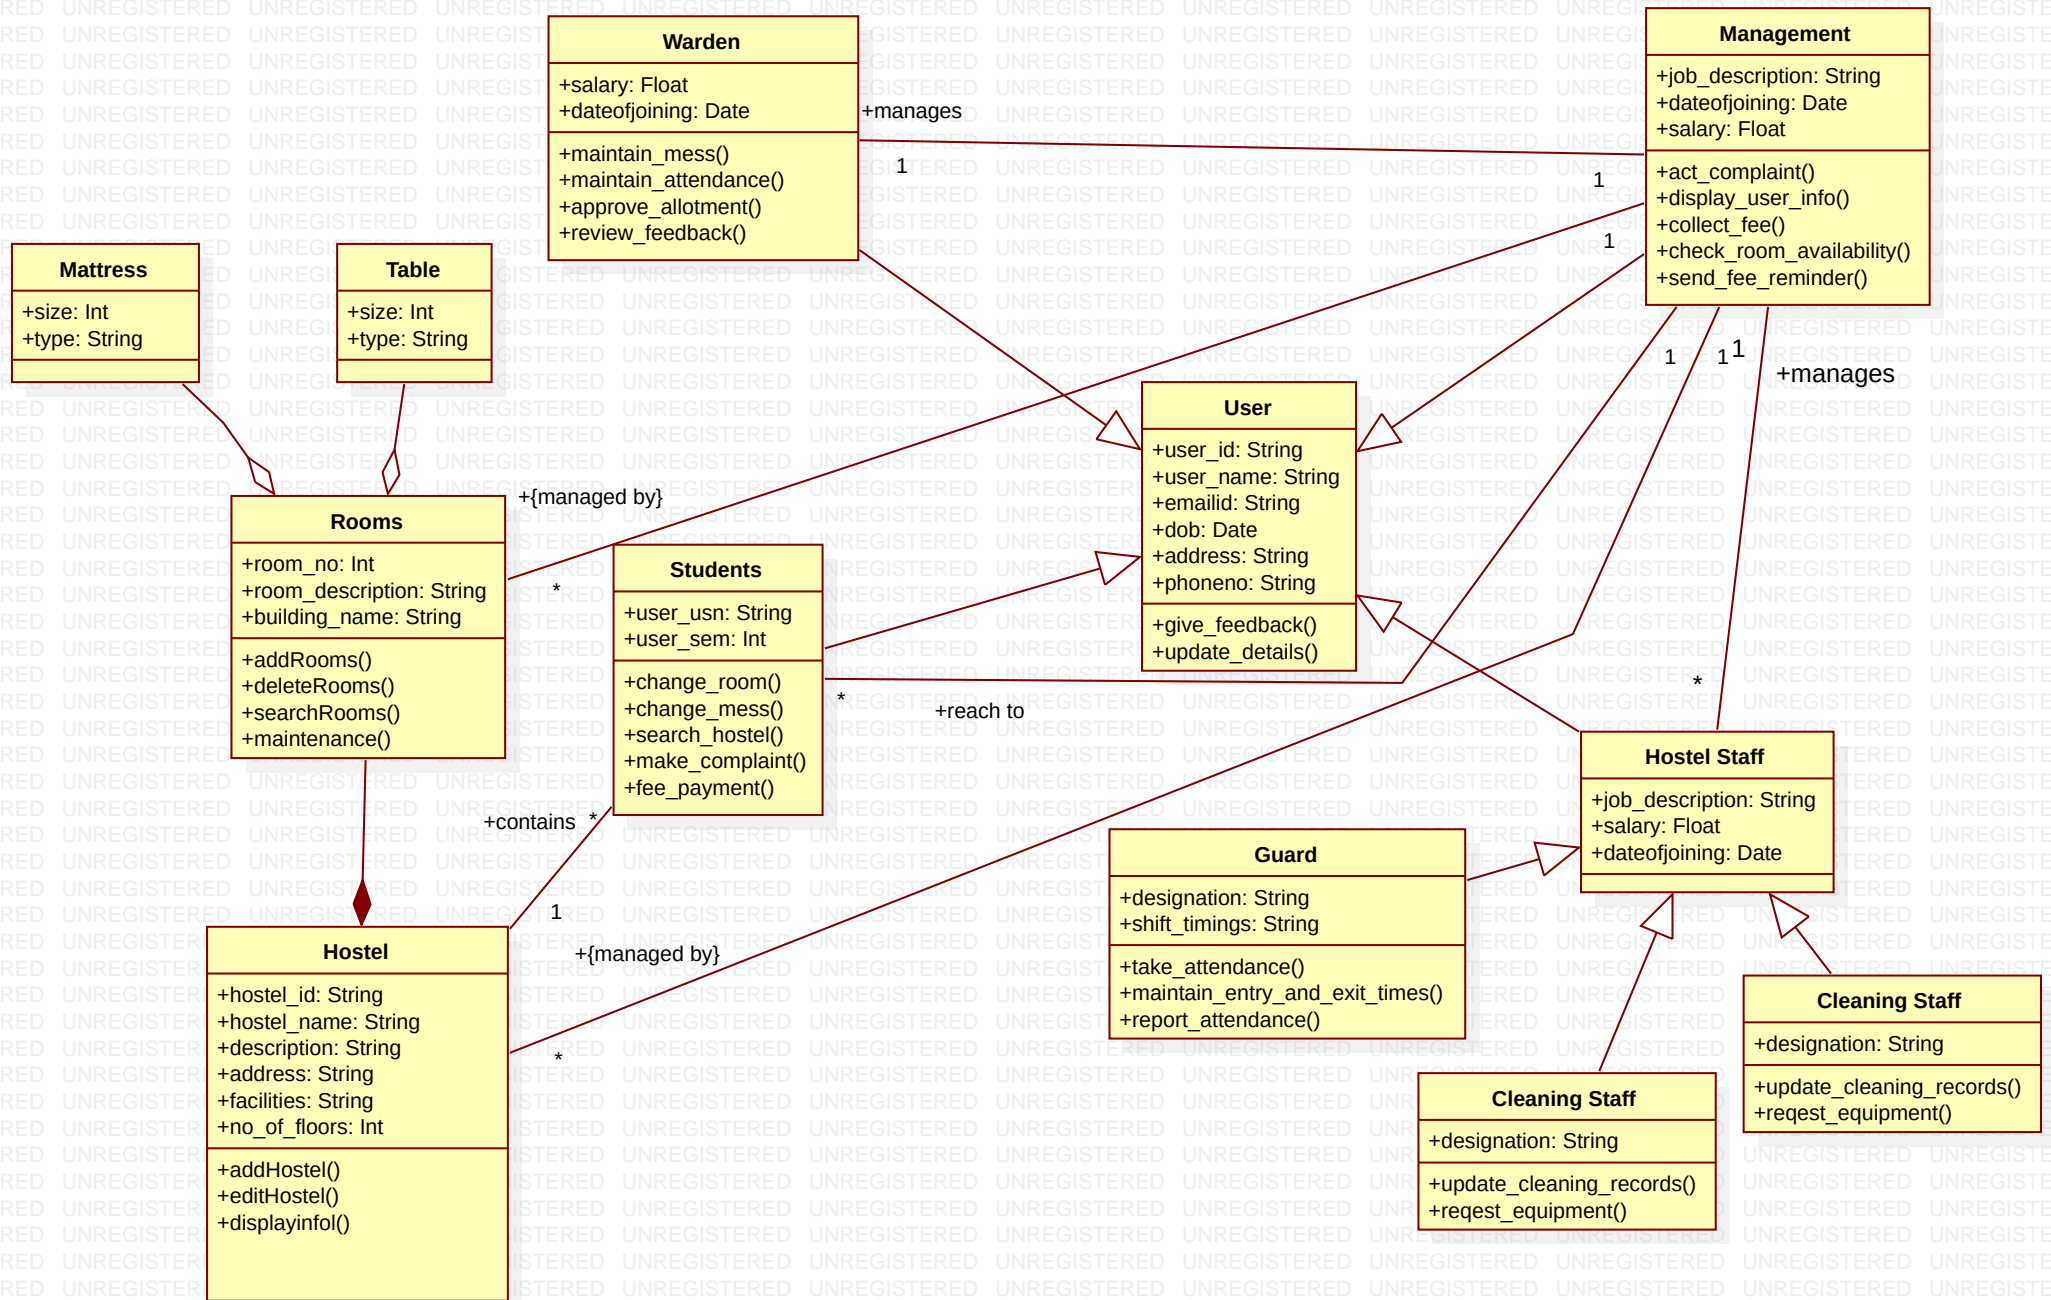 Warden
+salary: Float
+dateofjoining: Date
+maintain_mess()
+maintain_attendance()
+approve_allotment()
+review_feedback()
+manages
1
1
Management
+job_description: String
+dateofjoining: Date
+salary: Float
+act_complaint()
+display_user_info()
+collect_fee()
+check_room_availability()
+send_fee_reminder()
1
1
1
1
+manages
Mattress
+size: Int
+type: String
Table
+size: Int
+type: String
User
+user_id: String
+user_name: String
+emailid: String
+dob: Date
+address: String
+phoneno: String
+give_feedback()
+update_details()
Rooms
+room_no: Int
+room_description: String
+building_name: String
+addRooms()
+deleteRooms()
+searchRooms()
+maintenance()
+{managed by}
*
Students
+user_usn: String
+user_sem: Int
+change_room()
+change_mess()
+search_hostel()
+make_complaint()
+fee_payment()
*
+reach to
*
Hostel Staff
+job_description: String
+salary: Float
+dateofjoining: Date
+contains *
1
+{managed by}
*
Guard
+designation: String
+shift_timings: String
+take_attendance()
+maintain_entry_and_exit_times()
+report_attendance()
Hostel
+hostel_id: String
+hostel_name: String
+description: String
+address: String
+facilities: String
+no_of_floors: Int
+addHostel()
+editHostel()
+displayinfol()
Cleaning Staff
+designation: String
+update_cleaning_records()
+reqest_equipment()
Cleaning Staff
+designation: String
+update_cleaning_records()
+reqest_equipment()
UNREGISTERED